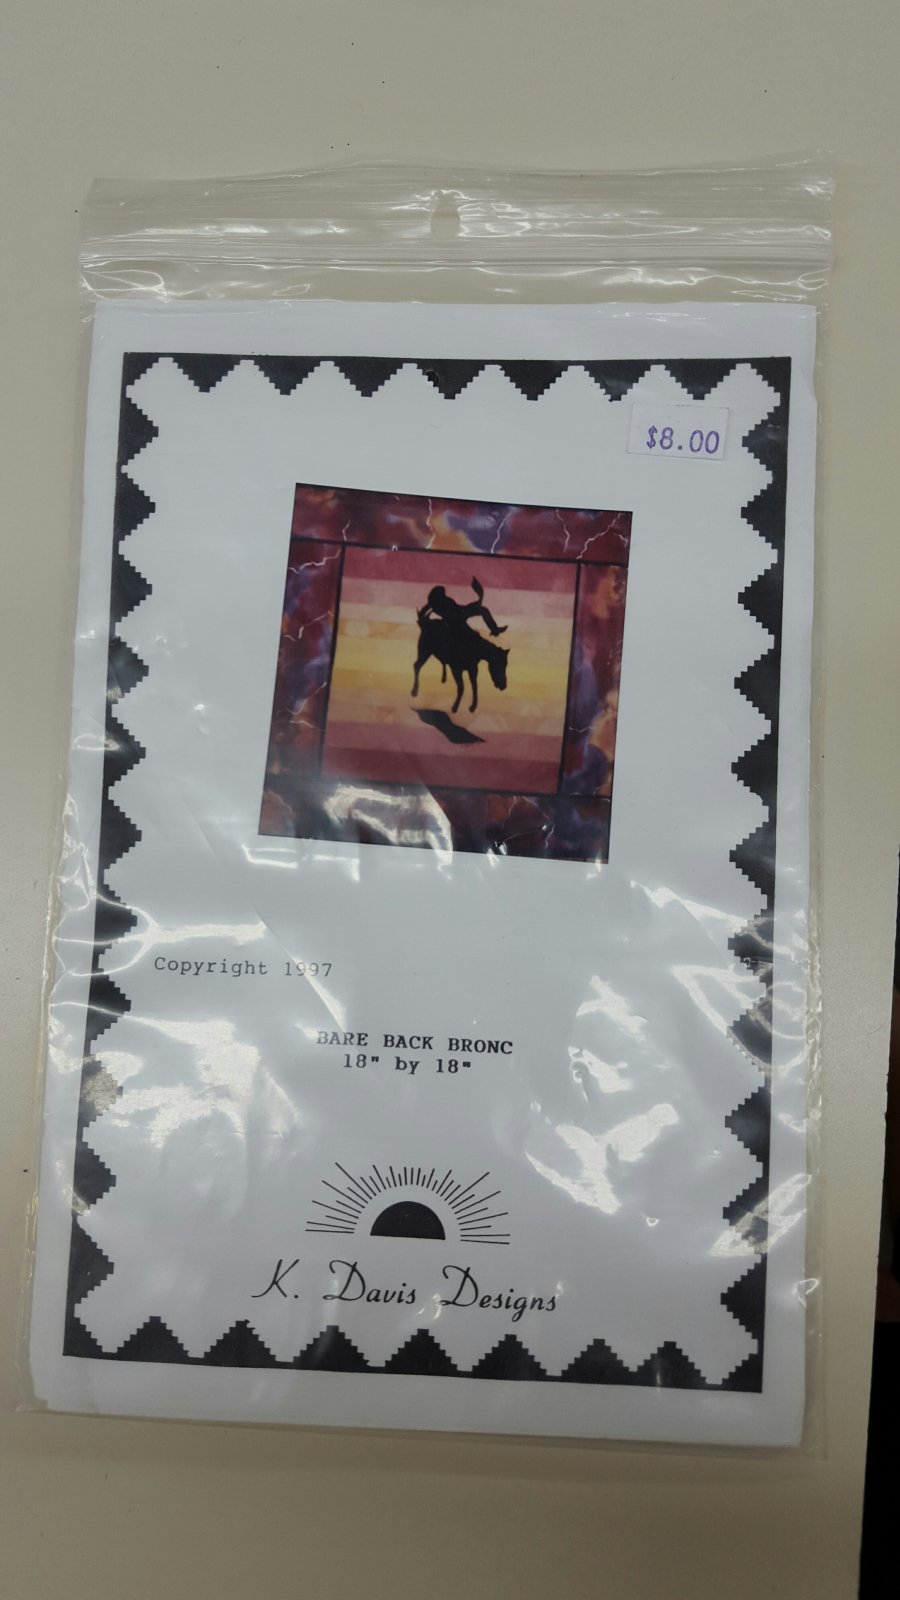 $8.00
Copyright 1997
BARE BACK BRONC
18" by 18"
K. Davis Designs